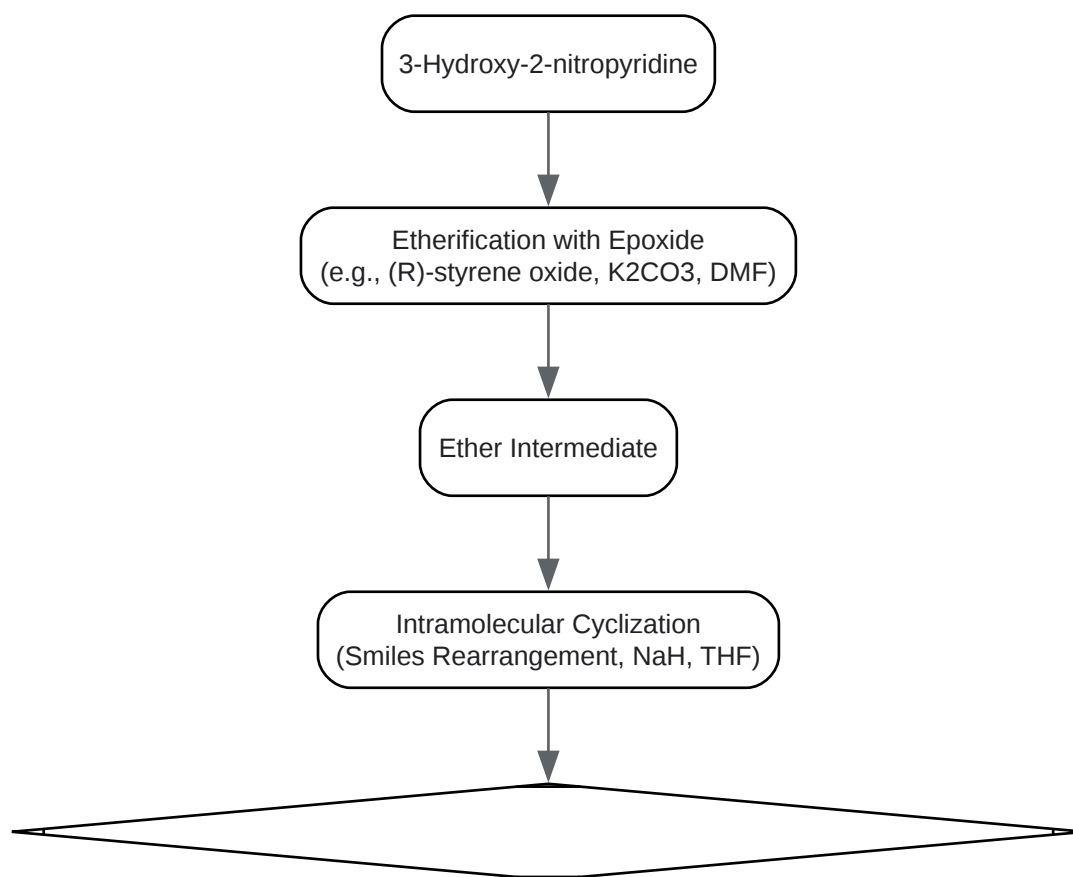 3-Hydroxy-2-nitropyridine
Etherification with Epoxide
(e.g., (R)-styrene oxide, K2CO3, DMF)
Ether Intermediate
Intramolecular Cyclization
(Smiles Rearrangement, NaH, THF)